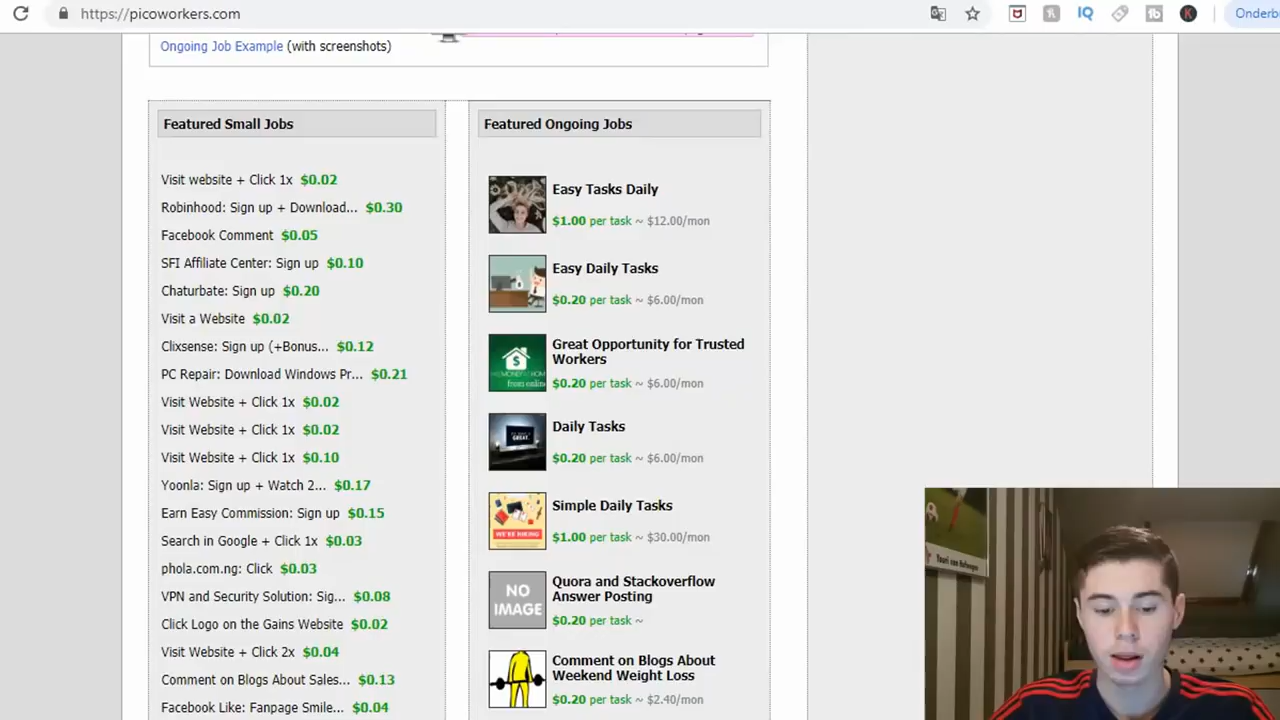 https://picoworkers.com
Onderb
Ongoing Job Example (with screenshots)
Featured Small Jobs
Visit website + Click 1x $0.02
Robinhood: Sign up + Download... $0.30
Facebook Comment $0.05
SFI Affiliate Center: Sign up $0.10
Chaturbate: Sign up $0.20
Visit a Website $0.02
Clixsense: Sign up (+Bonus... $0.12
PC Repair: Download Windows Pr... $0.21
Visit Website + Click 1x $0.02
Visit Website + Click 1x $0.02
Visit Website + Click 1x $0.10
Yoonla: Sign up + Watch 2... $0.17
Earn Easy Commission: Sign up $0.15
Search in Google + Click 1x $0.03
phola.com.ng: Click $0.03
VPN and Security Solution: Sig... $0.08
Click Logo on the Gains Website $0.02
Visit Website + Click 2x $0.04
Comment on Blogs About Sales... $0.13
Facebook Like: Fanpage Smile... $0.04
Featured Ongoing Jobs
Easy Tasks Daily
$1.00 per task ~ $12.00/mon
Easy Daily Tasks
$0.20 per task ~ $6.00/mon
Great Opportunity for Trusted
Workers
$0.20 per task ~ $6.00/mon
Daily Tasks
$0.20 per task ~ $6.00/mon
Simple Daily Tasks
$1.00 per task ~ $30.00/mon
NO
IMAGE
Quora and Stackoverflow
Answer Posting
$0.20 per task ~
Comment on Blogs About
Weekend Weight Loss
$0.20 per task ~ $2.40/mon